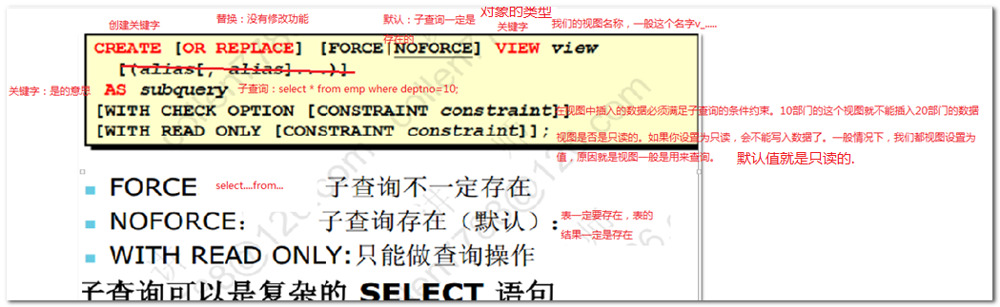 对象的类型
创建关键字
替换：没有修改功能
默认：子查询一定是
存在的
关键字
我们的视图名称，一般这个名字v_.....
CREATE [OR REPLACE] [FORCE|NOFORCE] VIEW view
[(alias[, alias]...)]
关键字：是的意思
AS subquery
子查询：select * from emp where deptno=10;
[WITH CHECK OPTION [CONSTRAINT constraint]]
在视图中插入的数据必须满足子查询的条件约束。10部门的这个视图就不能插入20部门的数据
[WITH READ ONLY [CONSTRAINT constraint]];
视图是否是只读的。如果你设置为只读，会不能写入数据了。一般情况下，我们都视图设置为
值，原因就是视图一般是用来查询。
默认值就是只读的.
FORCE
select....from...
子查询不一定存在
NOFORCE：
子查询存在（默认）：
表一定要存在，表的
结果一定是存在
WITH READ ONLY:只能做查询操作
子查询可以是复杂的 SELECT 语句